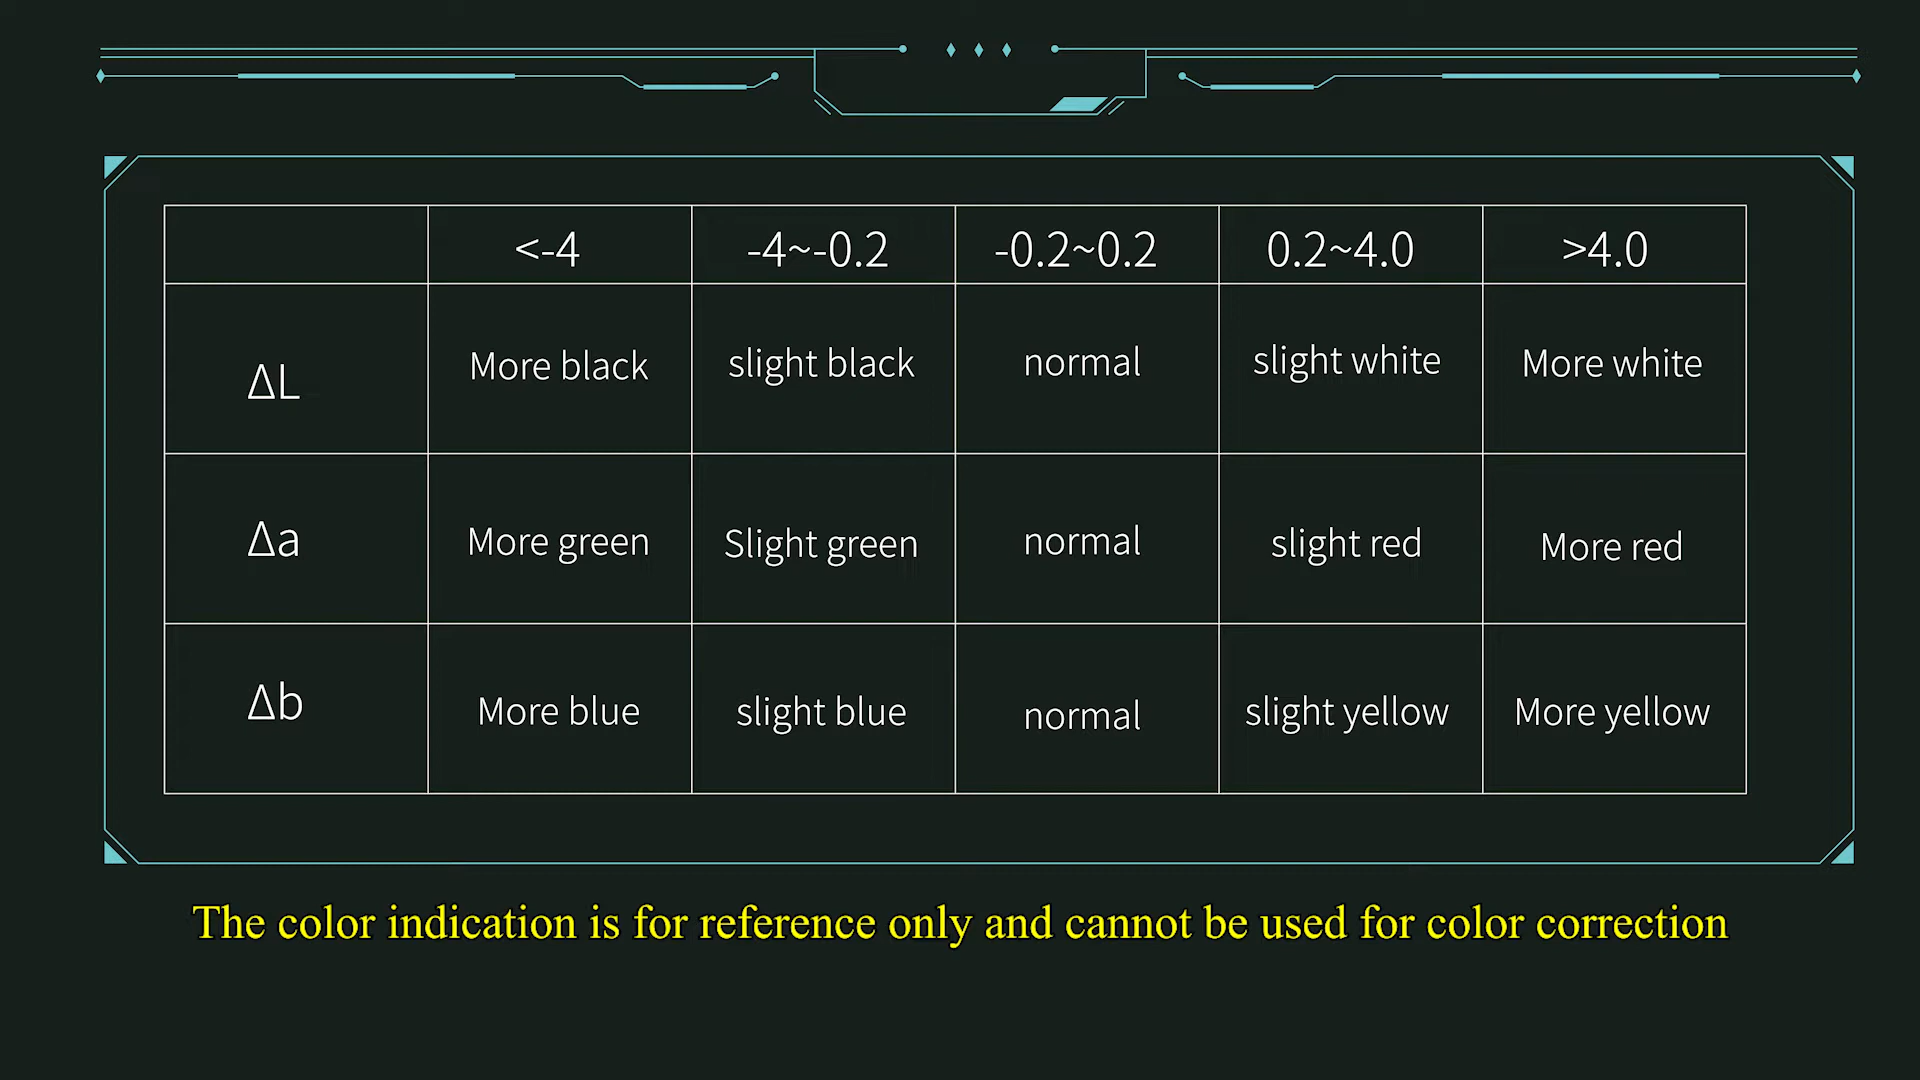 <-4 -4~-0.2 -0.2~0.2 0.2~4.0 >4.0
ΔL More black slight black normal slight white More white
Δa More green Slight green normal slight red More red
Δb More blue slight blue normal slight yellow More yellow
The color indication is for reference only and cannot be used for color correction